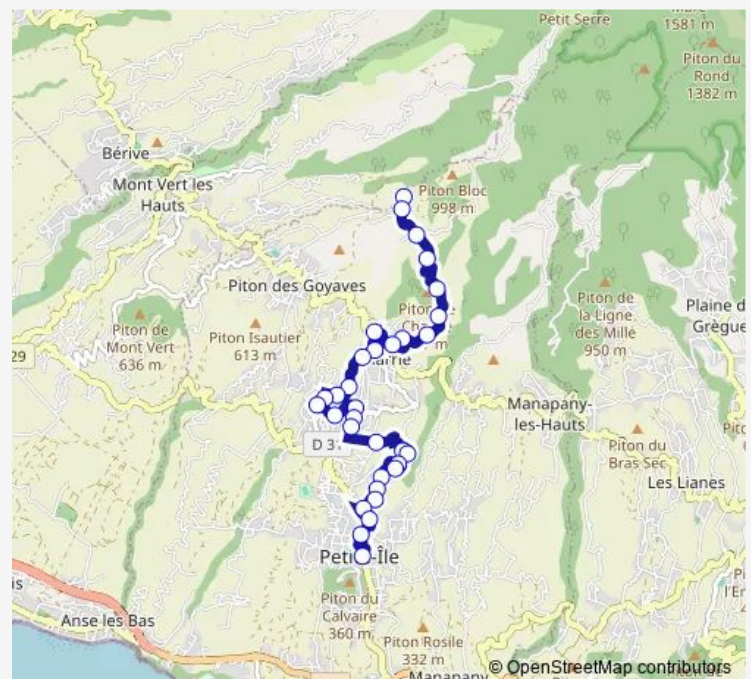 Petit Serre
1581 m
Piton du
Rond
1382 m
Bérive
Mont Vert les
Hauts
Piton Bloc
998 m
Piton des Goyaves
Piton de
Mont Vert
636 m
Piton Isautier
613 m
Piton de
la Ligne
des Mille
950 m
Plaine d
Grègue
29
Manapany-
les-Hauts
D 3
Piton du
Bras Sec
Les Lianes
Piton du
Calvaire
360 m
Anse les Bas
Piton Rosile
332 m
Manapany
© OpenStreetMap contributors